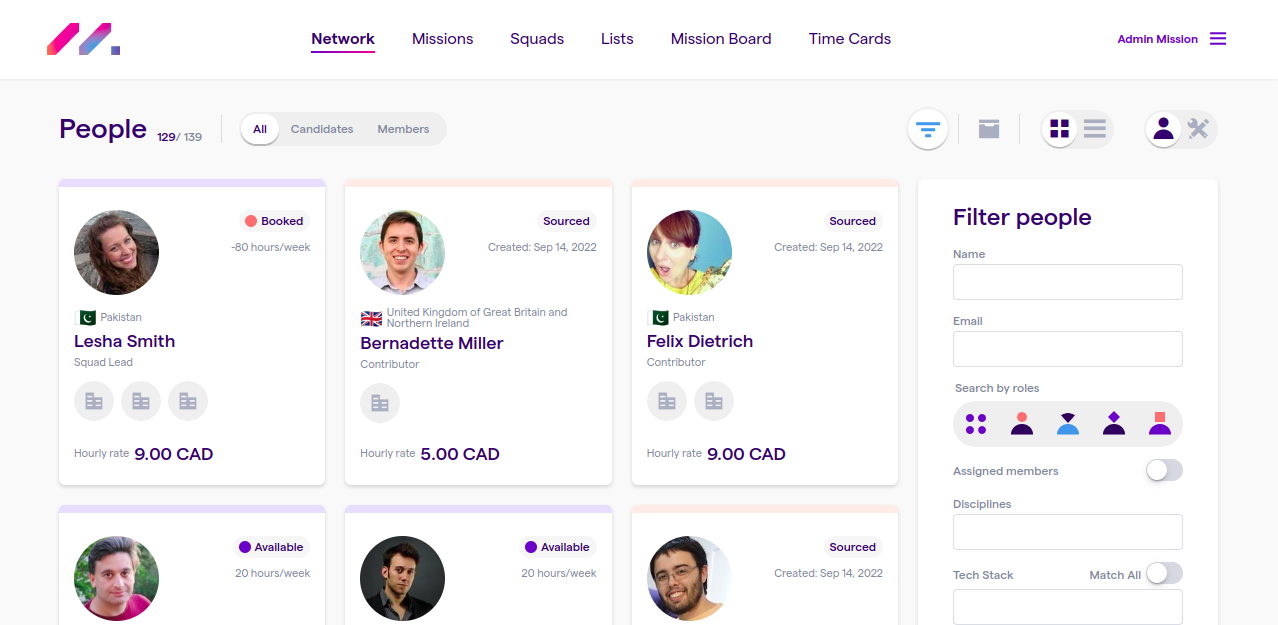 Network Missions Squads Lists Mission Board Time Cards Admin Mission
People 129/ 139 All Candidates Members
Booked
-80 hours/week
Pakistan
Lesha Smith
Squad Lead
Hourly rate 9.00 CAD
Sourced
Created: Sep 14, 2022
United Kingdom of Great Britain and
Northern Ireland
Bernadette Miller
Contributor
Hourly rate 5.00 CAD
Sourced
Created: Sep 14, 2022
Pakistan
Felix Dietrich
Contributor
Hourly rate 9.00 CAD
Available
20 hours/week
Available
20 hours/week
Sourced
Created: Sep 14, 2022
Filter people
Name
Email
Search by roles
Assigned members
Disciplines
Tech Stack Match All